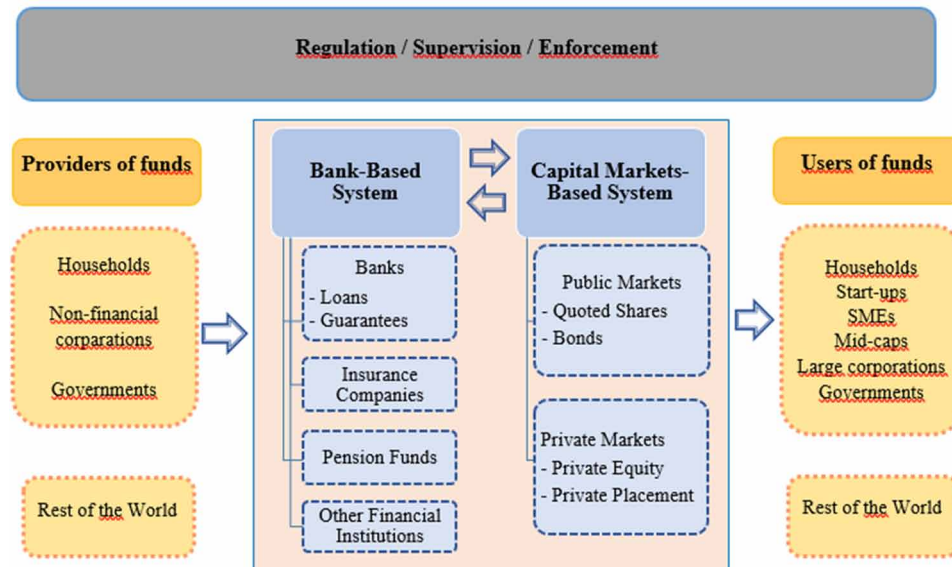 Regulation / Supervision / Enforcement
Providers of funds
Households
Non-financial
corparations
Governments
Rest of the World
Bank-Based
System
Banks
- Loans
- Guarantees
Insurance
Companies
Pension Funds
Other Financial
Institutions
Capital Markets-
Based System
Public Markets
- Quoted Shares
- Bonds
Private Markets
- Private Equity
- Private Placement
Users of funds
Households
Start-ups
SMEs
Mid-caps
Large corporations
Governments
Rest of the World